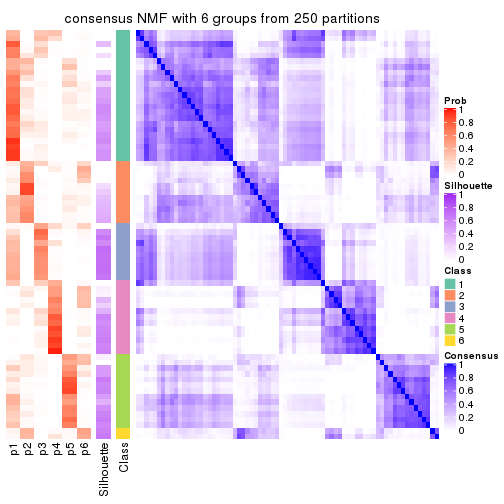 consensus NMF with 6 groups from 250 partitions
Prob
1
0.8
0.6
0.4
0.2
0
Silhouette
1
0.8
0.6
0.4
0.2
0
Class
1
2
3
4
5
6
Consensus
1
0.8
0.6
0.4
0.2
0
p1
p2
p3
p4
p5
p6
Silhouette
Class